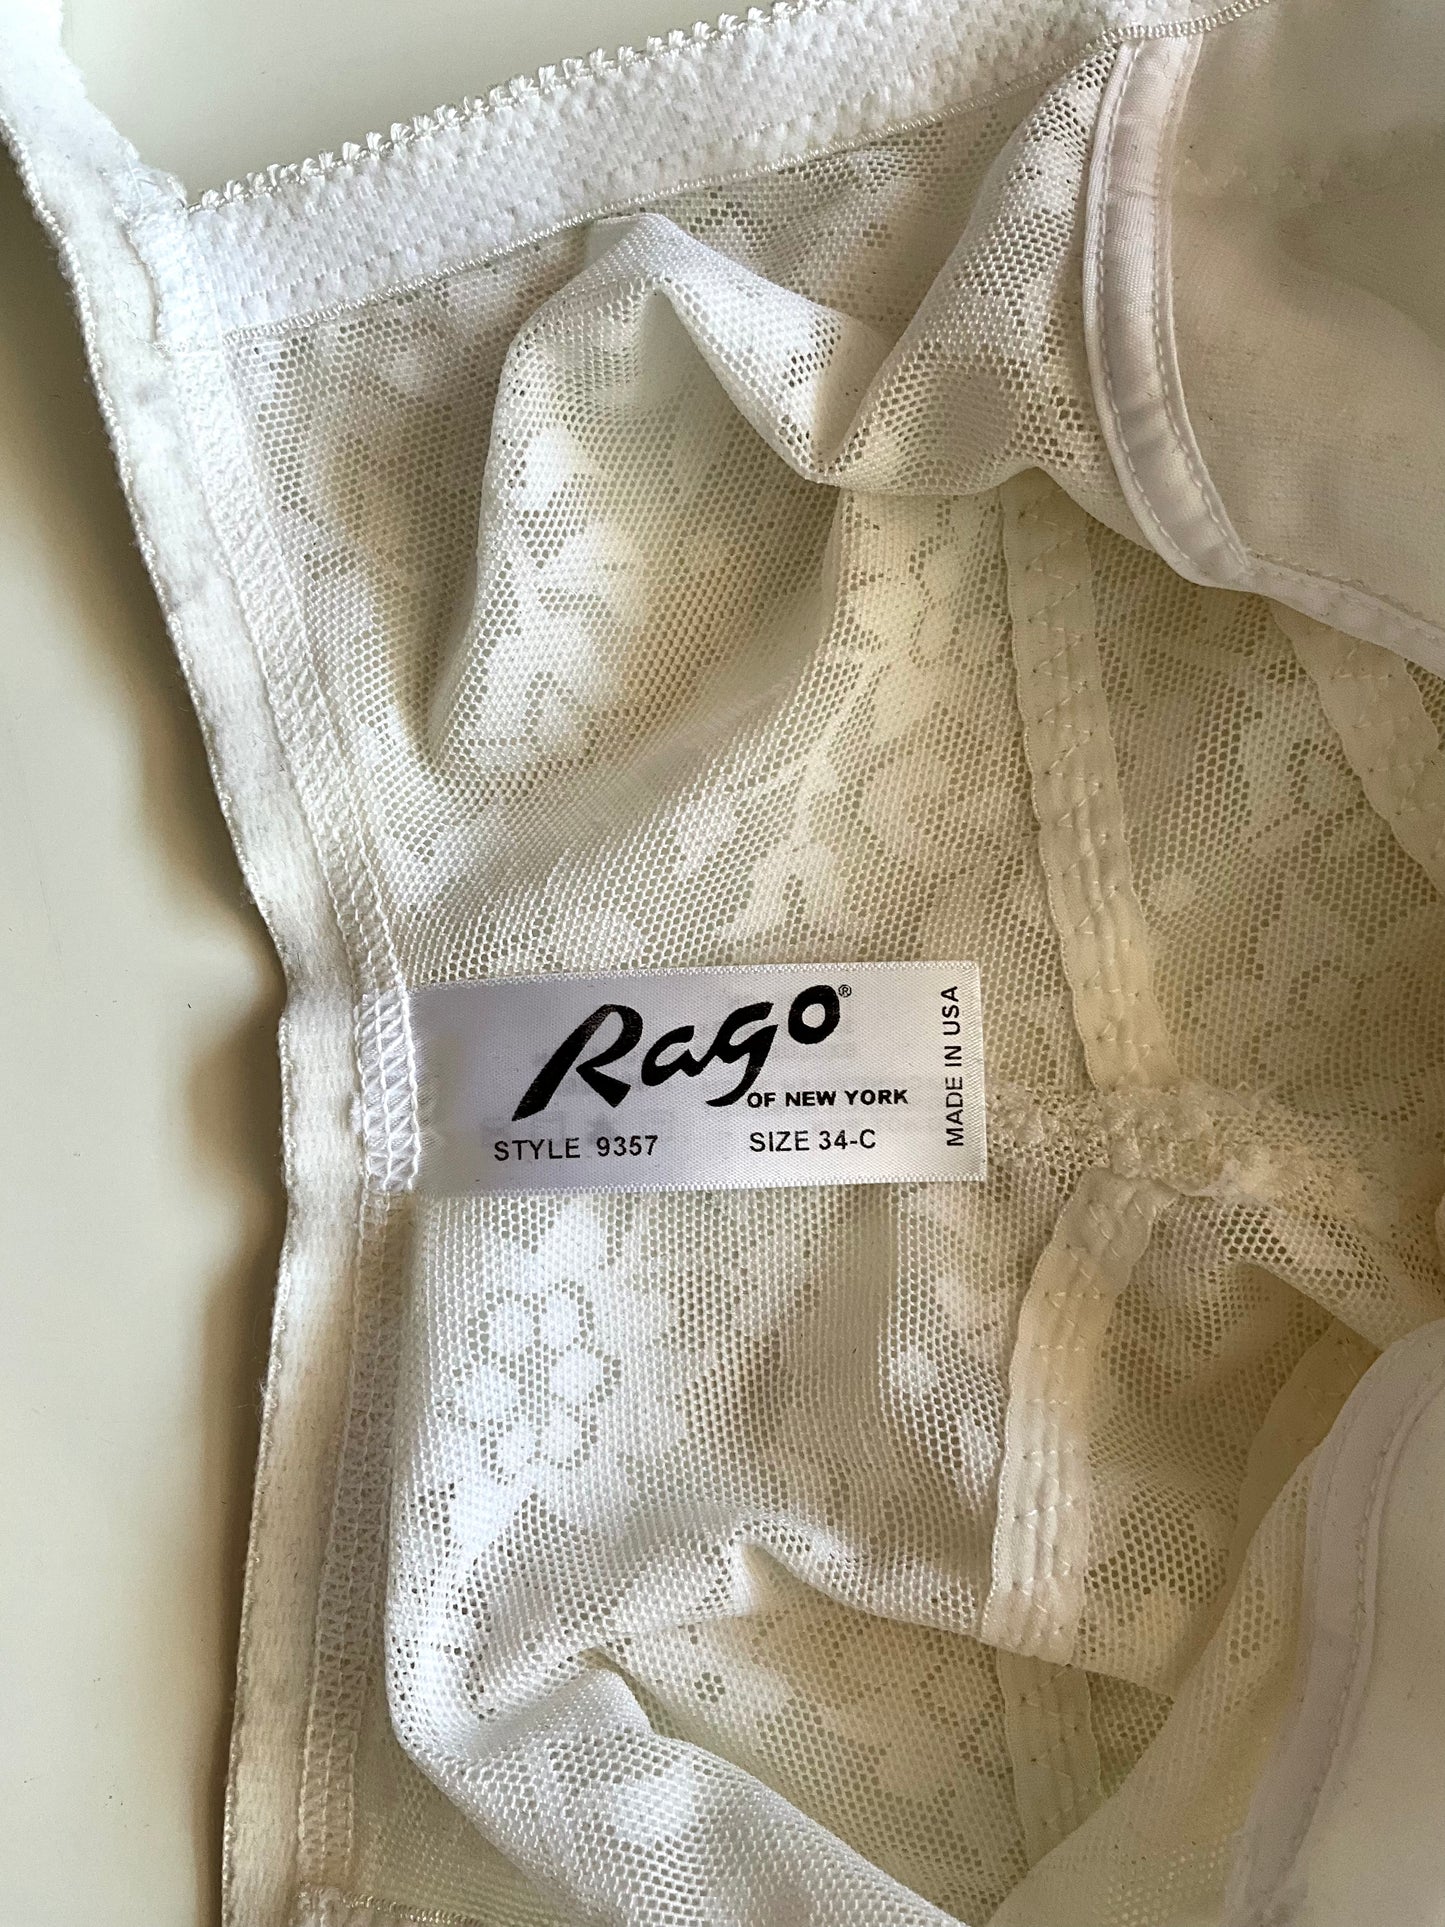 Rago®
OF NEW YORK
STYLE 9357 SIZE 34-C
MADE IN USA